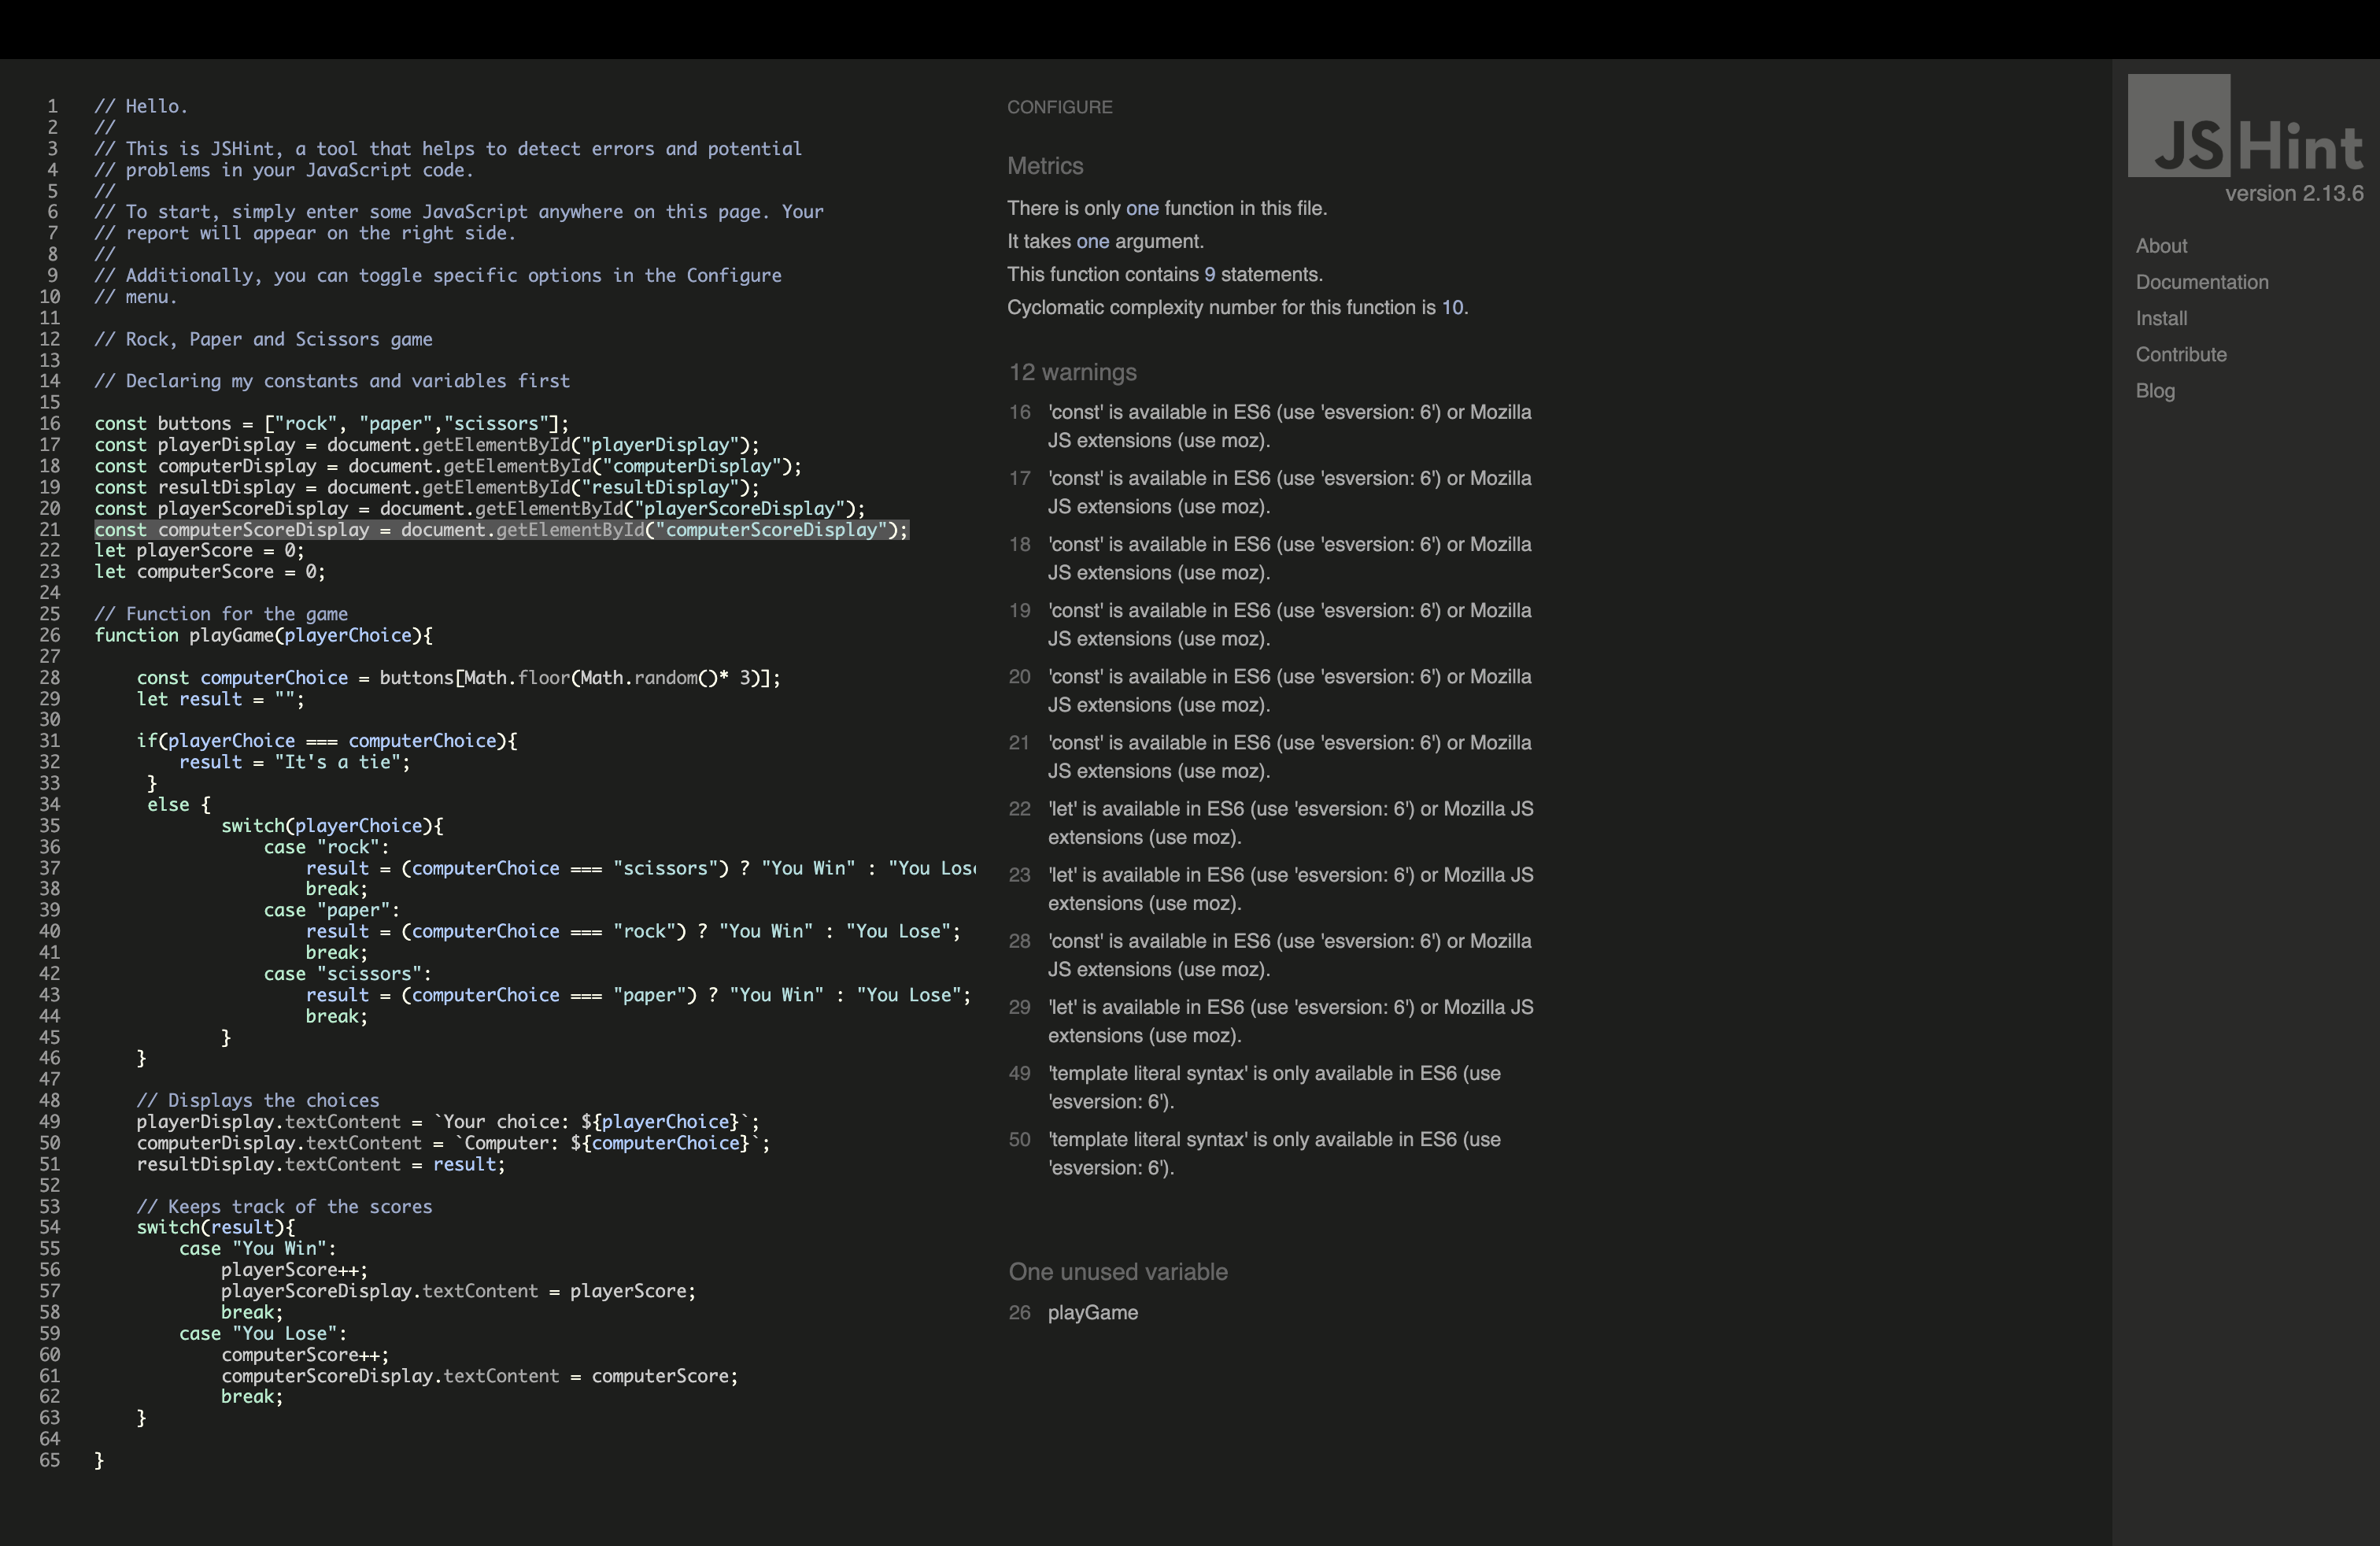 1 // Hello.
2 //
3 // This is JSHint, a tool that helps to detect errors and potential
4 // problems in your JavaScript code.
5 //
6 // To start, simply enter some JavaScript anywhere on this page. Your
7 // report will appear on the right side.
8 //
9 // Additionally, you can toggle specific options in the Configure
10 // menu.
11
12 // Rock, Paper and Scissors game
13
14 // Declaring my constants and variables first
15
16 const buttons = ["rock", "paper","scissors"];
17 const playerDisplay = document.getElementById("playerDisplay");
18 const computerDisplay = document.getElementById("computerDisplay");
19 const resultDisplay = document.getElementById("resultDisplay");
20 const playerScoreDisplay = document.getElementById("playerScoreDisplay");
21 const computerScoreDisplay = document.getElementById("computerScoreDisplay");
22 let playerScore = 0;
23 let computerScore = 0;
24
25 // Function for the game
26 function playGame(playerChoice){
27
28 const computerChoice = buttons[Math.floor(Math.random()* 3)];
29 let result = "";
30
31 if(playerChoice === computerChoice){
32 result = "It's a tie";
33 }
34 else {
35 switch(playerChoice){
36 case "rock":
37 result = (computerChoice === "scissors") ? "You Win" : "You Los
38 break;
39 case "paper":
40 result = (computerChoice === "rock") ? "You Win" : "You Lose";
41 break;
42 case "scissors":
43 result = (computerChoice === "paper") ? "You Win" : "You Lose";
44 break;
45 }
46 }
47
48 // Displays the choices
49 playerDisplay.textContent = `Your choice: ${playerChoice}`;
50 computerDisplay.textContent = `Computer: ${computerChoice}`;
51 resultDisplay.textContent = result;
52
53 // Keeps track of the scores
54 switch(result){
55 case "You Win":
56 playerScore++;
57 playerScoreDisplay.textContent = playerScore;
58 break;
59 case "You Lose":
60 computerScore++;
61 computerScoreDisplay.textContent = computerScore;
62 break;
63 }
64
65 }
CONFIGURE
Metrics
There is only one function in this file.
It takes one argument.
This function contains 9 statements.
Cyclomatic complexity number for this function is 10.
12 warnings
16 'const' is available in ES6 (use 'esversion: 6') or Mozilla
JS extensions (use moz).
17 'const' is available in ES6 (use 'esversion: 6') or Mozilla
JS extensions (use moz).
18 'const' is available in ES6 (use 'esversion: 6') or Mozilla
JS extensions (use moz).
19 'const' is available in ES6 (use 'esversion: 6') or Mozilla
JS extensions (use moz).
20 'const' is available in ES6 (use 'esversion: 6') or Mozilla
JS extensions (use moz).
21 'const' is available in ES6 (use 'esversion: 6') or Mozilla
JS extensions (use moz).
22 'let' is available in ES6 (use 'esversion: 6') or Mozilla JS
extensions (use moz).
23 'let' is available in ES6 (use 'esversion: 6') or Mozilla JS
extensions (use moz).
28 'const' is available in ES6 (use 'esversion: 6') or Mozilla
JS extensions (use moz).
29 'let' is available in ES6 (use 'esversion: 6') or Mozilla JS
extensions (use moz).
49 'template literal syntax' is only available in ES6 (use
'esversion: 6').
50 'template literal syntax' is only available in ES6 (use
'esversion: 6').
One unused variable
26 playGame
JSHint
version 2.13.6
About
Documentation
Install
Contribute
Blog